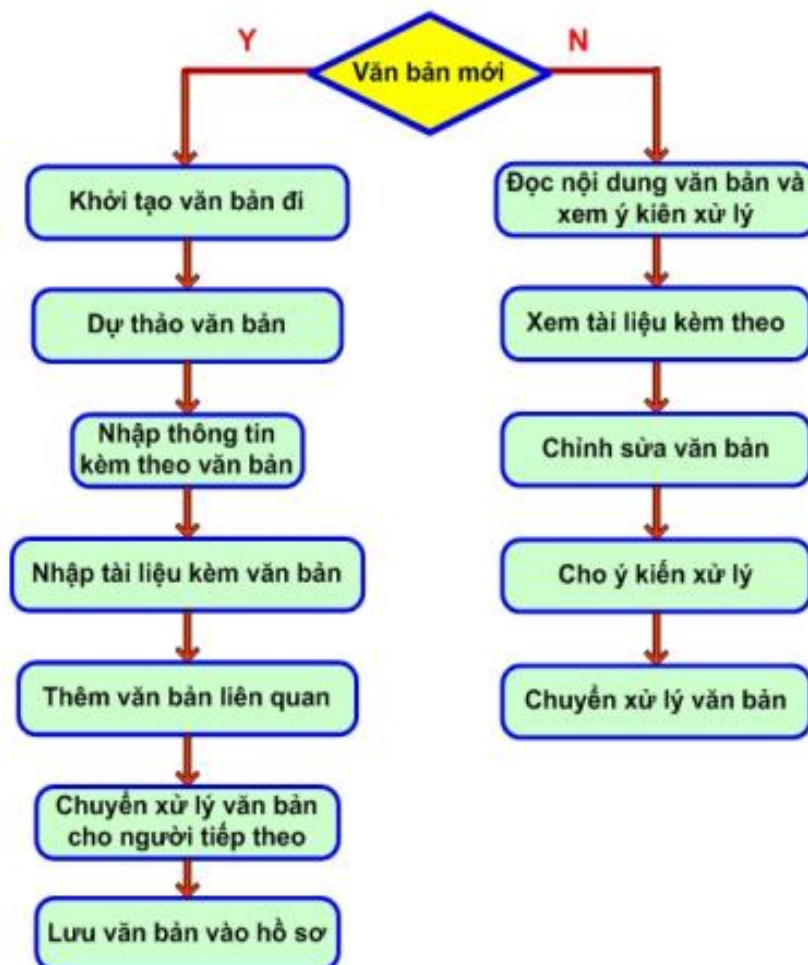 Y
N
Văn bản mới
Khởi tạo văn bản đi
Dự thảo văn bản
Nhập thông tin
kèm theo văn bản
Nhập tài liệu kèm văn bản
Thêm văn bản liên quan
Chuyển xử lý văn bản
cho người tiếp theo
Lưu văn bản vào hồ sơ
Đọc nội dung văn bản và
xem ý kiên xử lý
Xem tài liệu kèm theo
Chỉnh sửa văn bản
Cho ý kiến xử lý
Chuyển xử lý văn bản